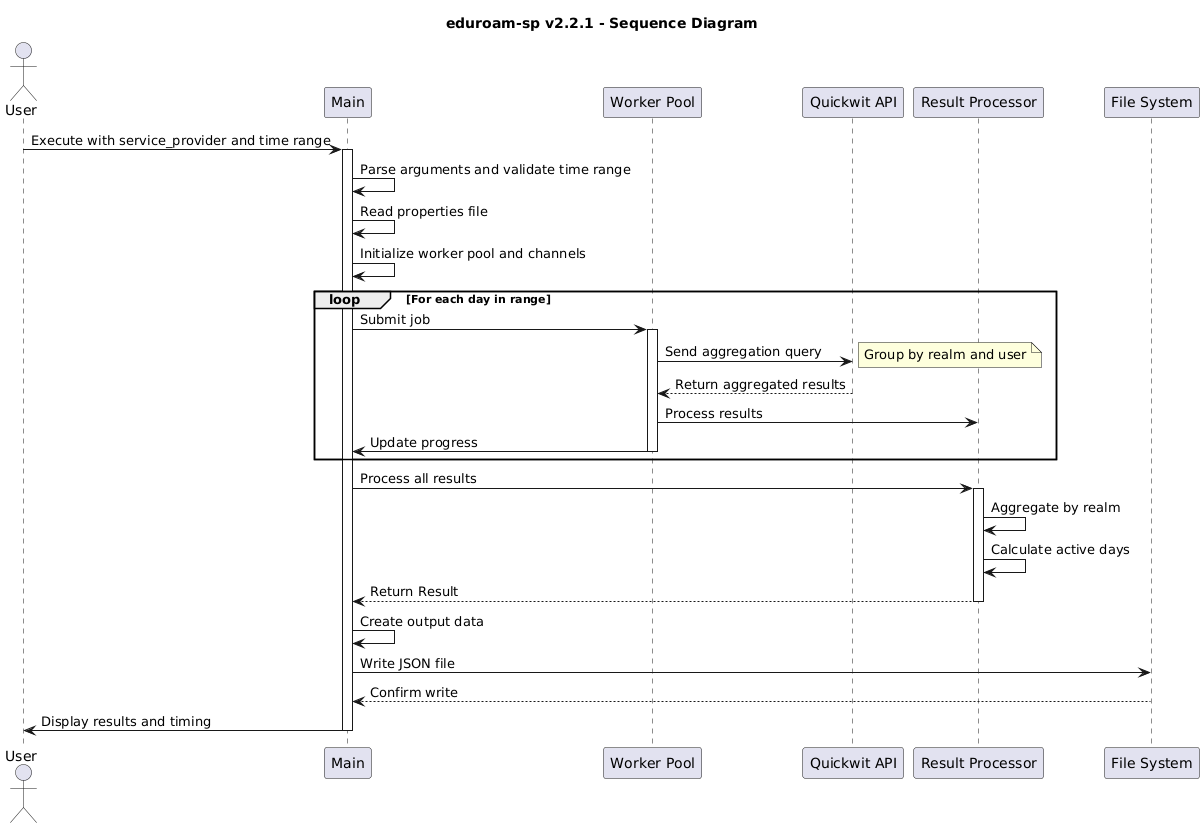 eduroam-sp v2.2.1 - Sequence Diagram
User
Main
Worker Pool
Quickwit API
Result Processor
File System
Execute with service_provider and time range
Parse arguments and validate time range
Read properties file
Initialize worker pool and channels
loop
[For each day in range]
Submit job
Send aggregation query
Group by realm and user
Return aggregated results
Process results
Update progress
Process all results
Aggregate by realm
Calculate active days
Return Result
Create output data
Write JSON file
Confirm write
Display results and timing
User
Main
Worker Pool
Quickwit API
Result Processor
File System